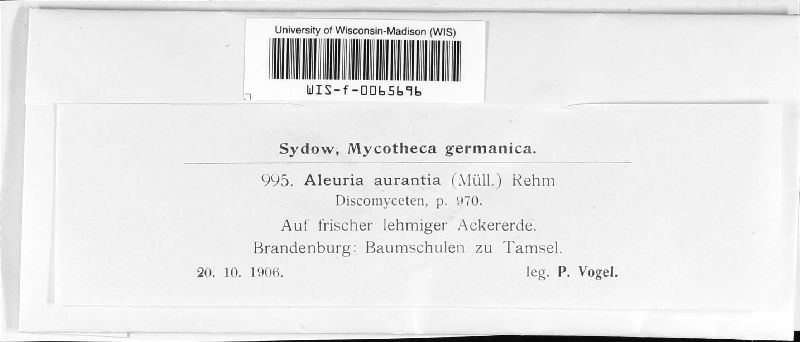 University of Wisconsin-Madison (WIS)
WIS-f-0065696
Sydow, Mycotheca germanica.
995. Aleuria aurantia (Müll.) Rehm
Discomyceten, p. 970.
Auf frischer lehmiger Ackererde.
Brandenburg: Baumschulen zu Tamsel.
20. 10. 1906. leg. P. Vogel.